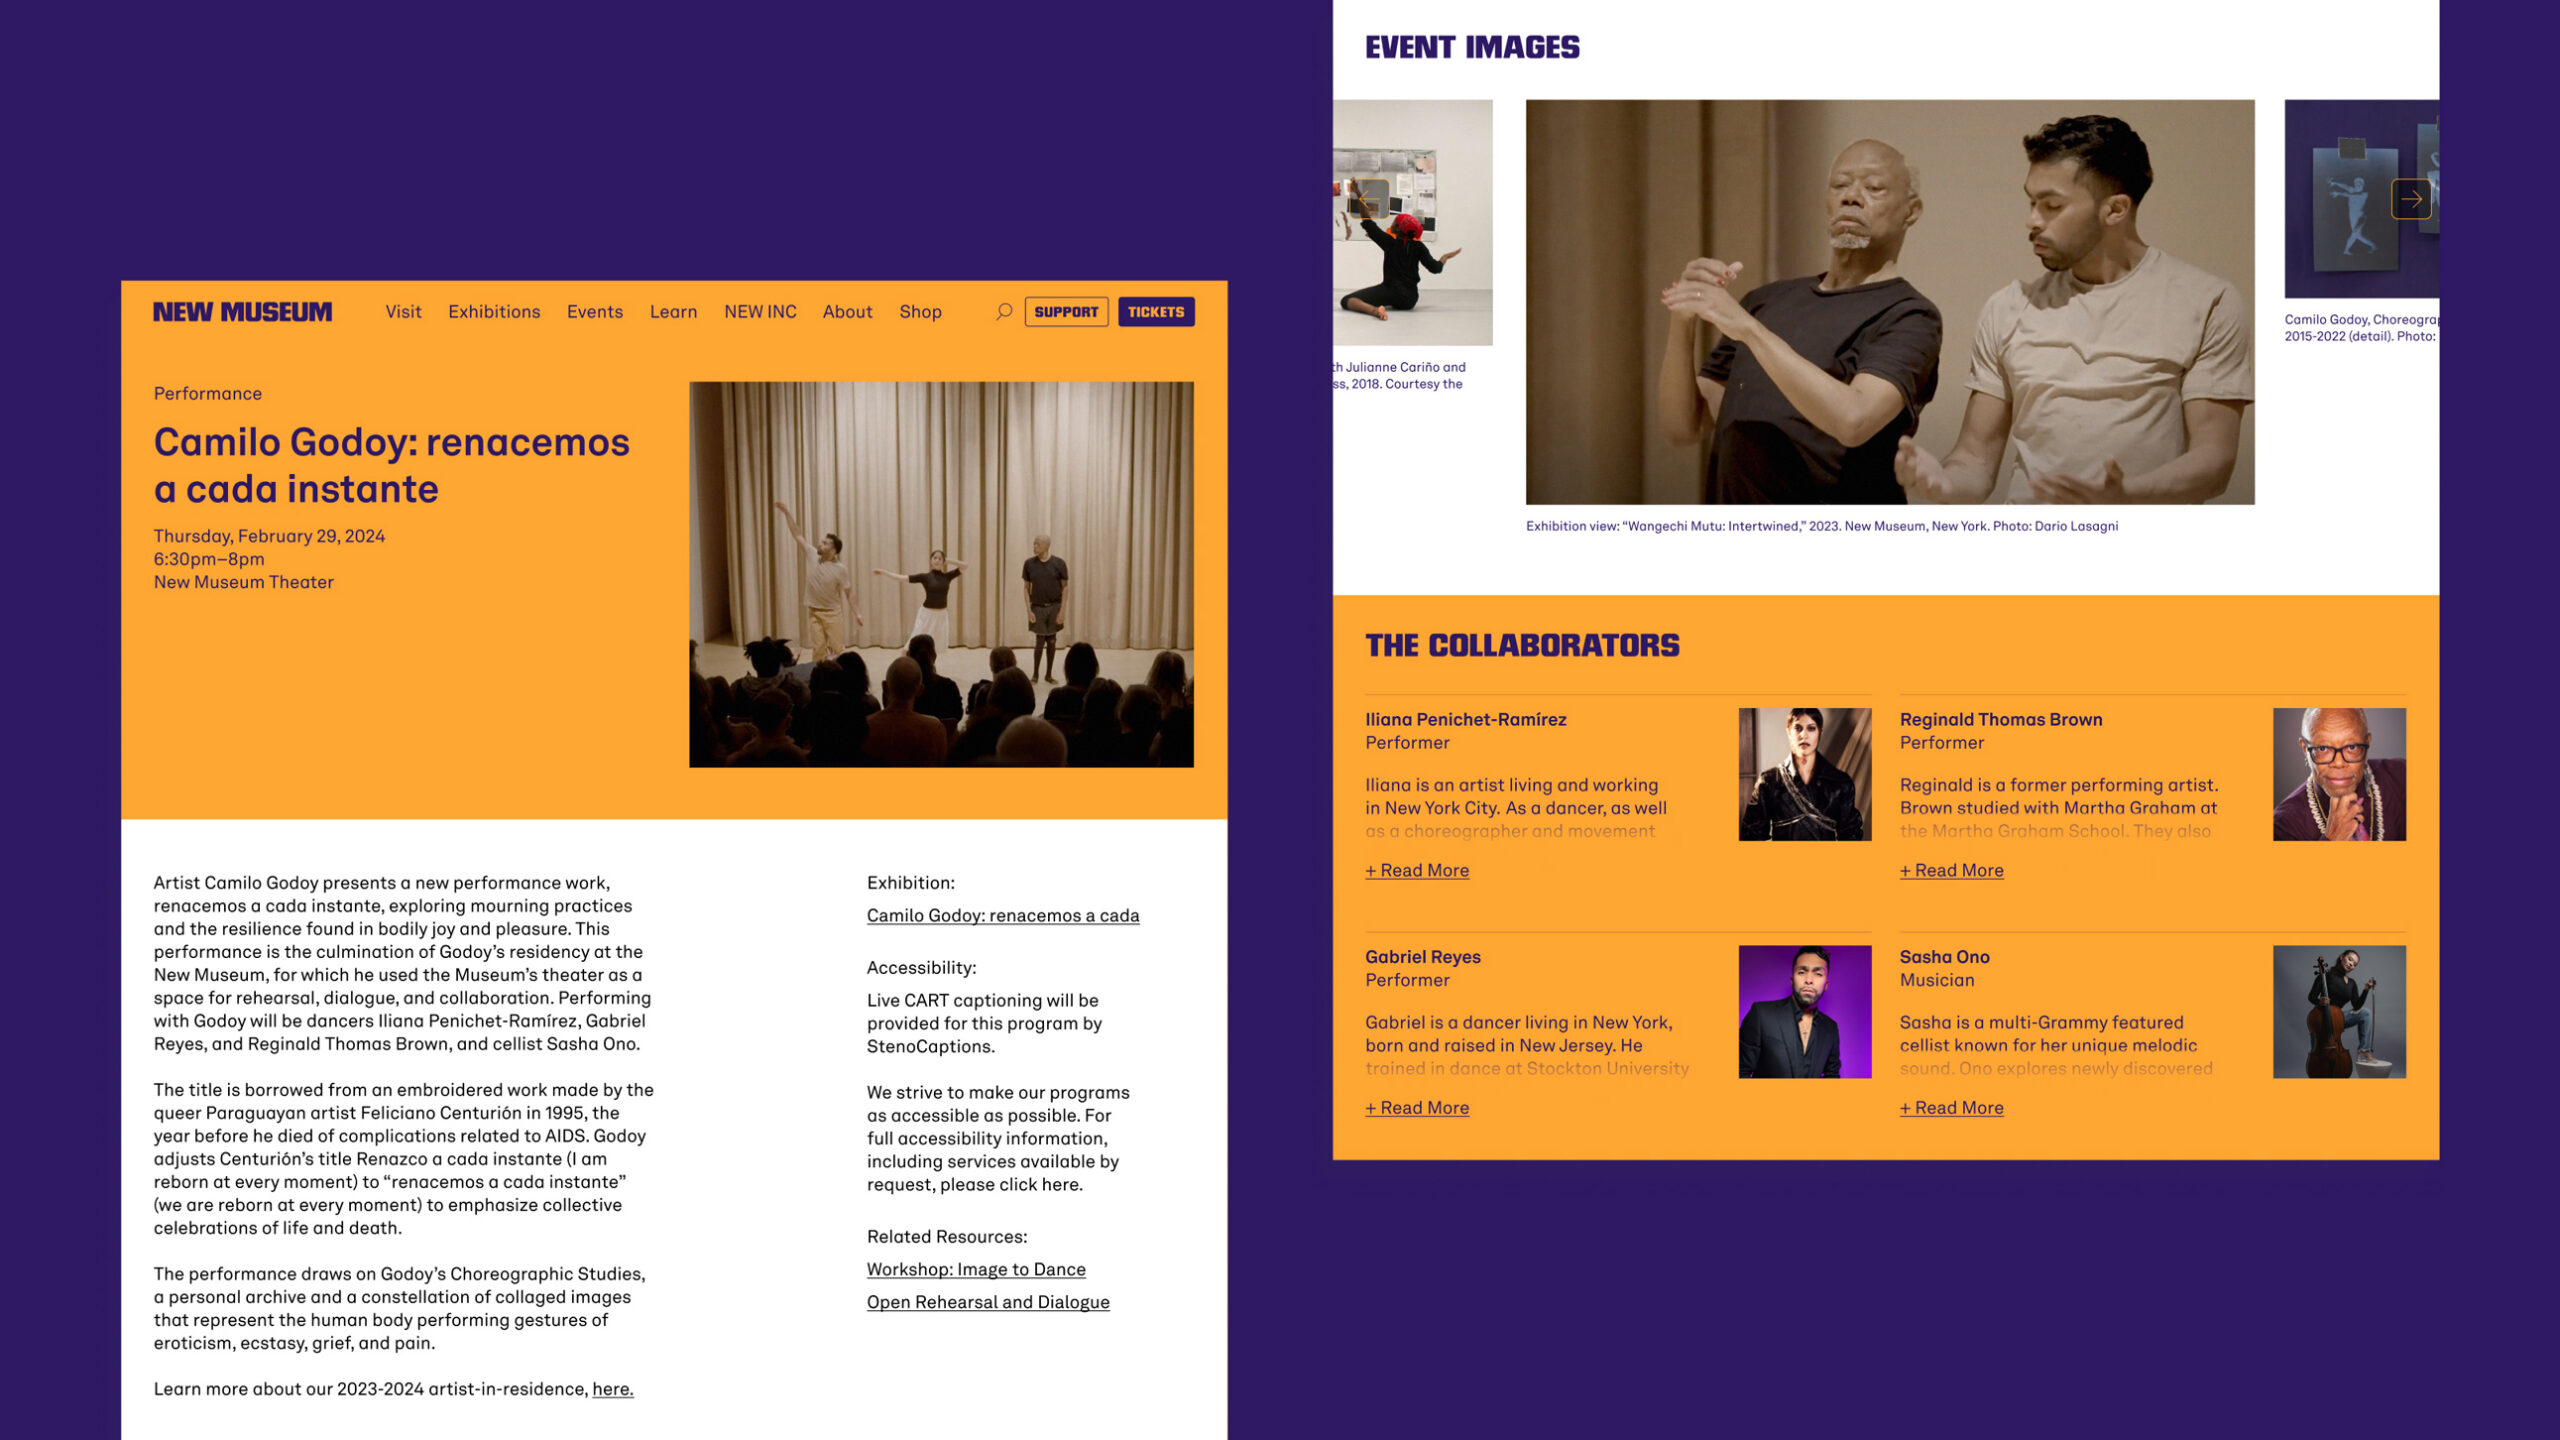 NEW MUSEUM
Visit
Exhibitions
Events
Learn
NEW INC
About
Shop
SUPPORT
TICKETS
Performance
Camilo Godoy: renacemos
a cada instante
Thursday, February 29, 2024
6:30pm–8pm
New Museum Theater
Artist Camilo Godoy presents a new performance work,
renacemos a cada instante, exploring mourning practices
and the resilience found in bodily joy and pleasure. This
performance is the culmination of Godoy’s residency at the
New Museum, for which he used the Museum’s theater as a
space for rehearsal, dialogue, and collaboration. Performing
with Godoy will be dancers Iliana Penichet-Ramírez, Gabriel
Reyes, and Reginald Thomas Brown, and cellist Sasha Ono.
The title is borrowed from an embroidered work made by the
queer Paraguayan artist Feliciano Centurión in 1995, the
year before he died of complications related to AIDS. Godoy
adjusts Centurión’s title Renazco a cada instante (I am
reborn at every moment) to “renacemos a cada instante”
(we are reborn at every moment) to emphasize collective
celebrations of life and death.
The performance draws on Godoy’s Choreographic Studies,
a personal archive and a constellation of collaged images
that represent the human body performing gestures of
eroticism, ecstasy, grief, and pain.
Learn more about our 2023-2024 artist-in-residence, here.
Exhibition:
Camilo Godoy: renacemos a cada
Accessibility:
Live CART captioning will be
provided for this program by
StenoCaptions.
We strive to make our programs
as accessible as possible. For
full accessibility information,
including services available by
request, please click here.
Related Resources:
Workshop: Image to Dance
Open Rehearsal and Dialogue
EVENT IMAGES
th Julianne Cariño and
ss, 2018. Courtesy the
Exhibition view: “Wangechi Mutu: Intertwined,” 2023. New Museum, New York. Photo: Dario Lasagni
Camilo Godoy, Choreograp
2015-2022 (detail). Photo:
THE COLLABORATORS
Iliana Penichet-Ramírez
Performer
Iliana is an artist living and working
in New York City. As a dancer, as well
as a choreographer and movement
+ Read More
Reginald Thomas Brown
Performer
Reginald is a former performing artist.
Brown studied with Martha Graham at
the Martha Graham School. They also
+ Read More
Gabriel Reyes
Performer
Gabriel is a dancer living in New York,
born and raised in New Jersey. He
trained in dance at Stockton University
+ Read More
Sasha Ono
Musician
Sasha is a multi-Grammy featured
cellist known for her unique melodic
sound. Ono explores newly discovered
+ Read More